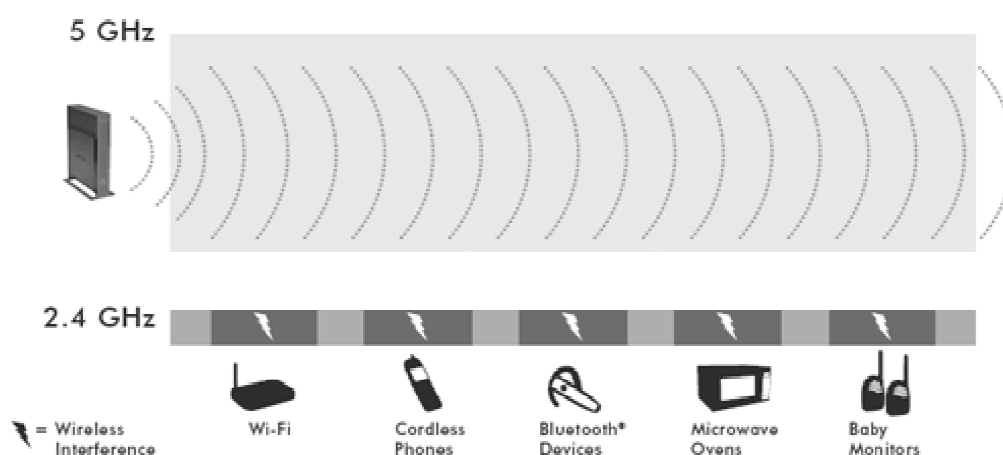 5 GHz
2.4 GHz
= Wireless
Interference
Wi-Fi
Cordless
Phones
Bluetooth®
Devices
Microwave
Ovens
Baby
Monitors